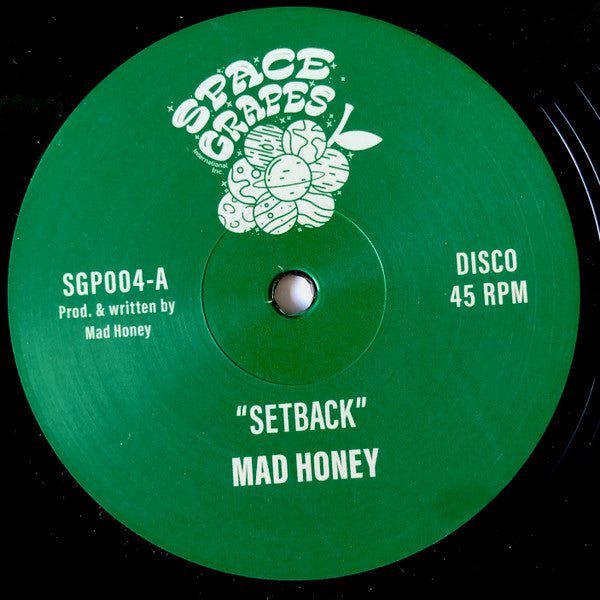 SPACE
GRAPES
International
Inc.
SGP004-A
Prod. & written by
Mad Honey
DISCO
45 RPM
"SETBACK"
MAD HONEY